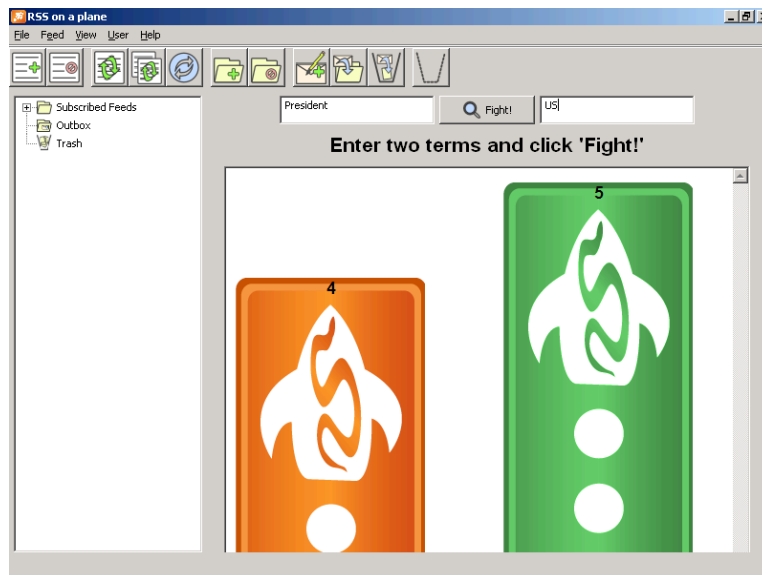 RSS on a plane
File Feed View User Help
President
Fight!
US
Subscribed Feeds
Outbox
Trash
Enter two terms and click 'Fight!'
5
4